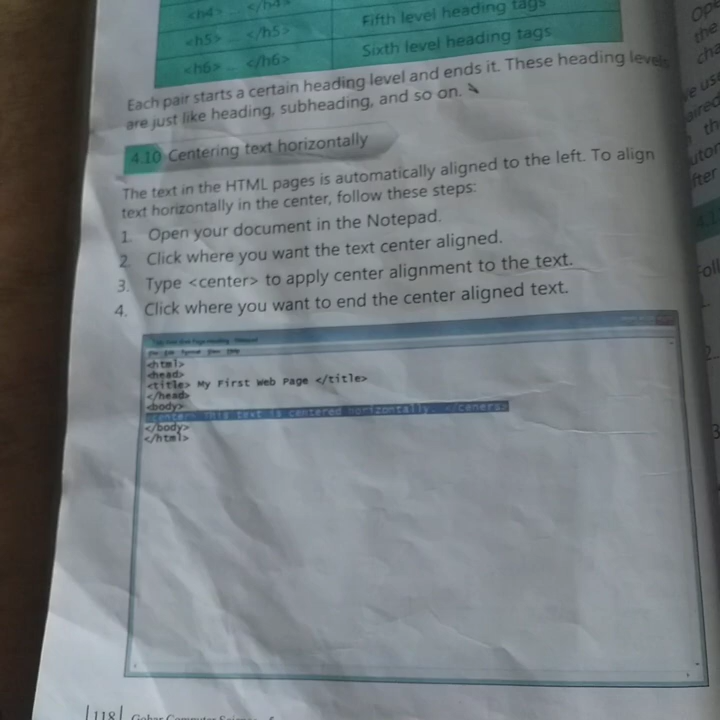 <h4> ... </h4>
<h5> ... </h5> Fifth level heading tags
<h6> .. </h6> Sixth level heading tags
Each pair starts a certain heading level and ends it. These heading levels
are just like heading, subheading, and so on.
4.10 Centering text horizontally
The text in the HTML pages is automatically aligned to the left. To align
text horizontally in the center, follow these steps:
1. Open your document in the Notepad.
2. Click where you want the text center aligned.
3. Type <center> to apply center alignment to the text.
4. Click where you want to end the center aligned text.
<html>
<head>
<title> My First Web Page </title>
</head>
<body>
<center> This text is centered horizontally.
</body>
</html>
118 Gohar Computer